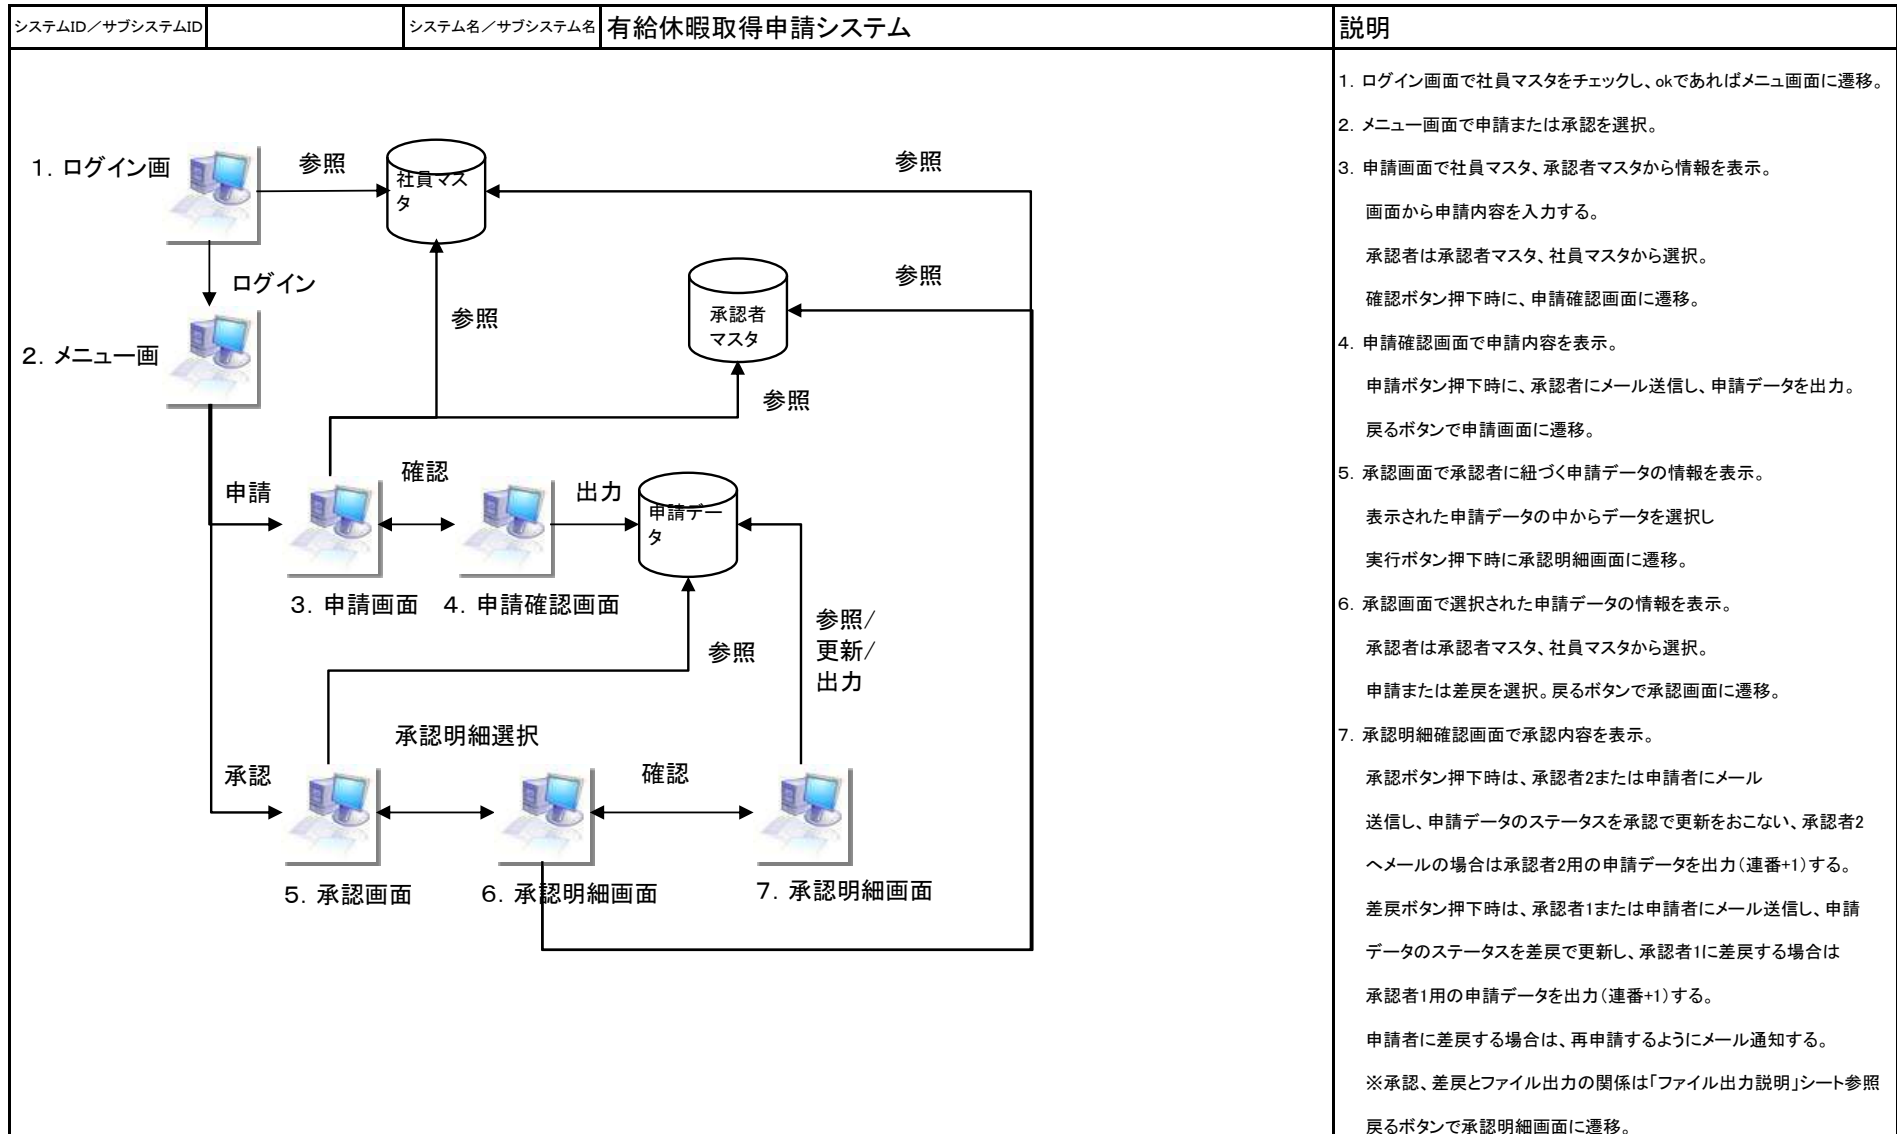 システムID／サブシステムID
システム名／サブシステム名
有給休暇取得申請システム
説明
1．ログイン画
参照
社員マス
タ
参照
ログイン
参照
承認者
マスタ
参照
2．メニュー画
参照
確認
申請
出力
申請デー
タ
3．申請画面
4．申請確認画面
参照/
更新/
出力
参照
承認明細選択
承認
確認
5．承認画面
6．承認明細画面
7．承認明細画面
1．ログイン画面で社員マスタをチェックし、okであればメニュ画面に遷移。
2．メニュー画面で申請または承認を選択。
3．申請画面で社員マスタ、承認者マスタから情報を表示。
画面から申請内容を入力する。
承認者は承認者マスタ、社員マスタから選択。
確認ボタン押下時に、申請確認画面に遷移。
4．申請確認画面で申請内容を表示。
申請ボタン押下時に、承認者にメール送信し、申請データを出力。
戻るボタンで申請画面に遷移。
5．承認画面で承認者に紐づく申請データの情報を表示。
表示された申請データの中からデータを選択し
実行ボタン押下時に承認明細画面に遷移。
6．承認画面で選択された申請データの情報を表示。
承認者は承認者マスタ、社員マスタから選択。
申請または差戻を選択。戻るボタンで承認画面に遷移。
7．承認明細確認画面で承認内容を表示。
承認ボタン押下時は、承認者2または申請者にメール
送信し、申請データのステータスを承認で更新をおこない、承認者2
へメールの場合は承認者2用の申請データを出力（連番+1）する。
差戻ボタン押下時は、承認者1または申請者にメール送信し、申請
データのステータスを差戻で更新し、承認者1に差戻する場合は
承認者1用の申請データを出力（連番+1）する。
申請者に差戻する場合は、再申請するようにメール通知する。
※承認、差戻とファイル出力の関係は「ファイル出力説明」シート参照
戻るボタンで承認明細画面に遷移。